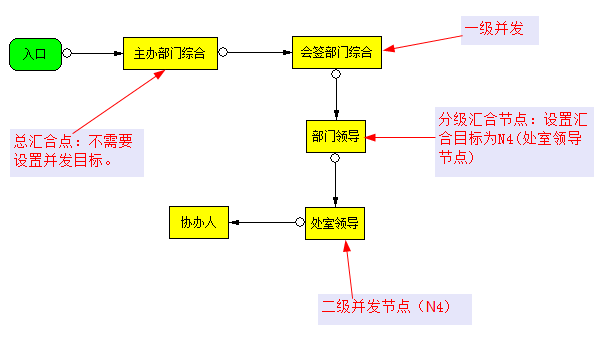 一级并发
入口
主办部门综合
会签部门综合
总汇合点：不需要
设置并发目标。
部门领导
分级汇合节点：设置汇
合目标为N4(处室领导
节点)
协办人
处室领导
二级并发节点（N4）